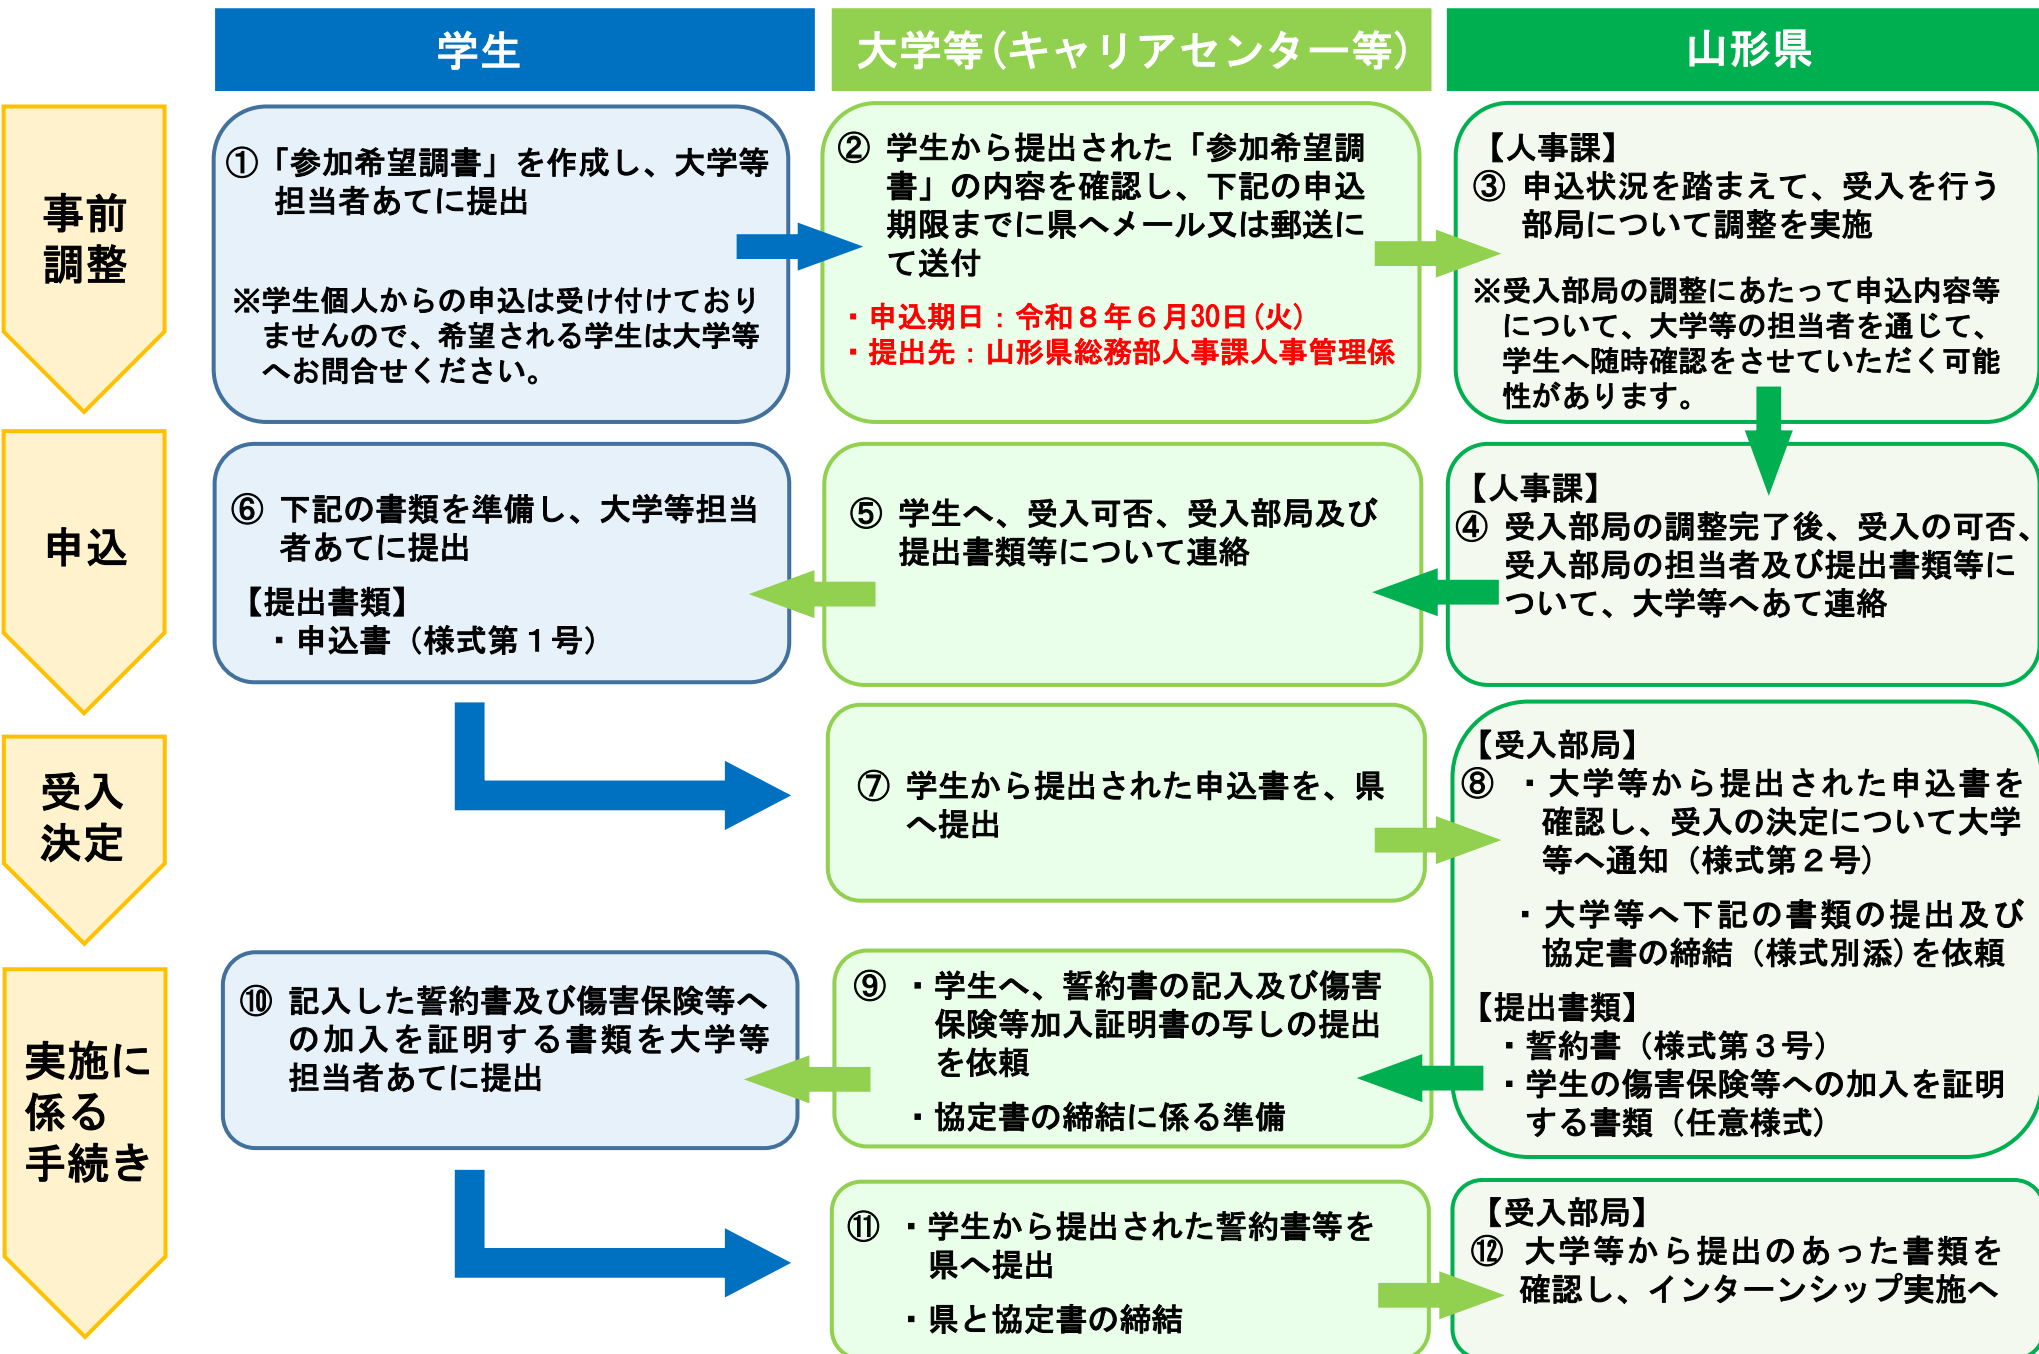 学生
大学等(キャリアセンター等)
山形県
事前
調整
①「参加希望調書」を作成し、大学等
担当者あてに提出
※学生個人からの申込は受け付けており
ませんので、希望される学生は大学等
へお問合せください。
② 学生から提出された「参加希望調
書」の内容を確認し、下記の申込
期限までに県へメール又は郵送に
て送付
・申込期日：令和８年６月30日(火)
・提出先：山形県総務部人事課人事管理係
【人事課】
③ 申込状況を踏まえて、受入を行う
部局について調整を実施
※受入部局の調整にあたって申込内容等
について、大学等の担当者を通じて、
学生へ随時確認をさせていただく可能
性があります。
申込
⑥ 下記の書類を準備し、大学等担当
者あてに提出
【提出書類】
・申込書（様式第１号）
⑤ 学生へ、受入可否、受入部局及び
提出書類等について連絡
【人事課】
④ 受入部局の調整完了後、受入の可否、
受入部局の担当者及び提出書類等に
ついて、大学等へあて連絡
受入
決定
⑦ 学生から提出された申込書を、県
へ提出
【受入部局】
⑧ ・大学等から提出された申込書を
確認し、受入の決定について大学
等へ通知（様式第２号）
・大学等へ下記の書類の提出及び
協定書の締結（様式別添)を依頼
【提出書類】
・誓約書（様式第３号）
・学生の傷害保険等への加入を証明
する書類（任意様式）
実施に
係る
手続き
⑩ 記入した誓約書及び傷害保険等へ
の加入を証明する書類を大学等
担当者あてに提出
⑨ ・学生へ、誓約書の記入及び傷害
保険等加入証明書の写しの提出
を依頼
・協定書の締結に係る準備
⑪ ・学生から提出された誓約書等を
県へ提出
・県と協定書の締結
【受入部局】
⑫ 大学等から提出のあった書類を
確認し、インターンシップ実施へ